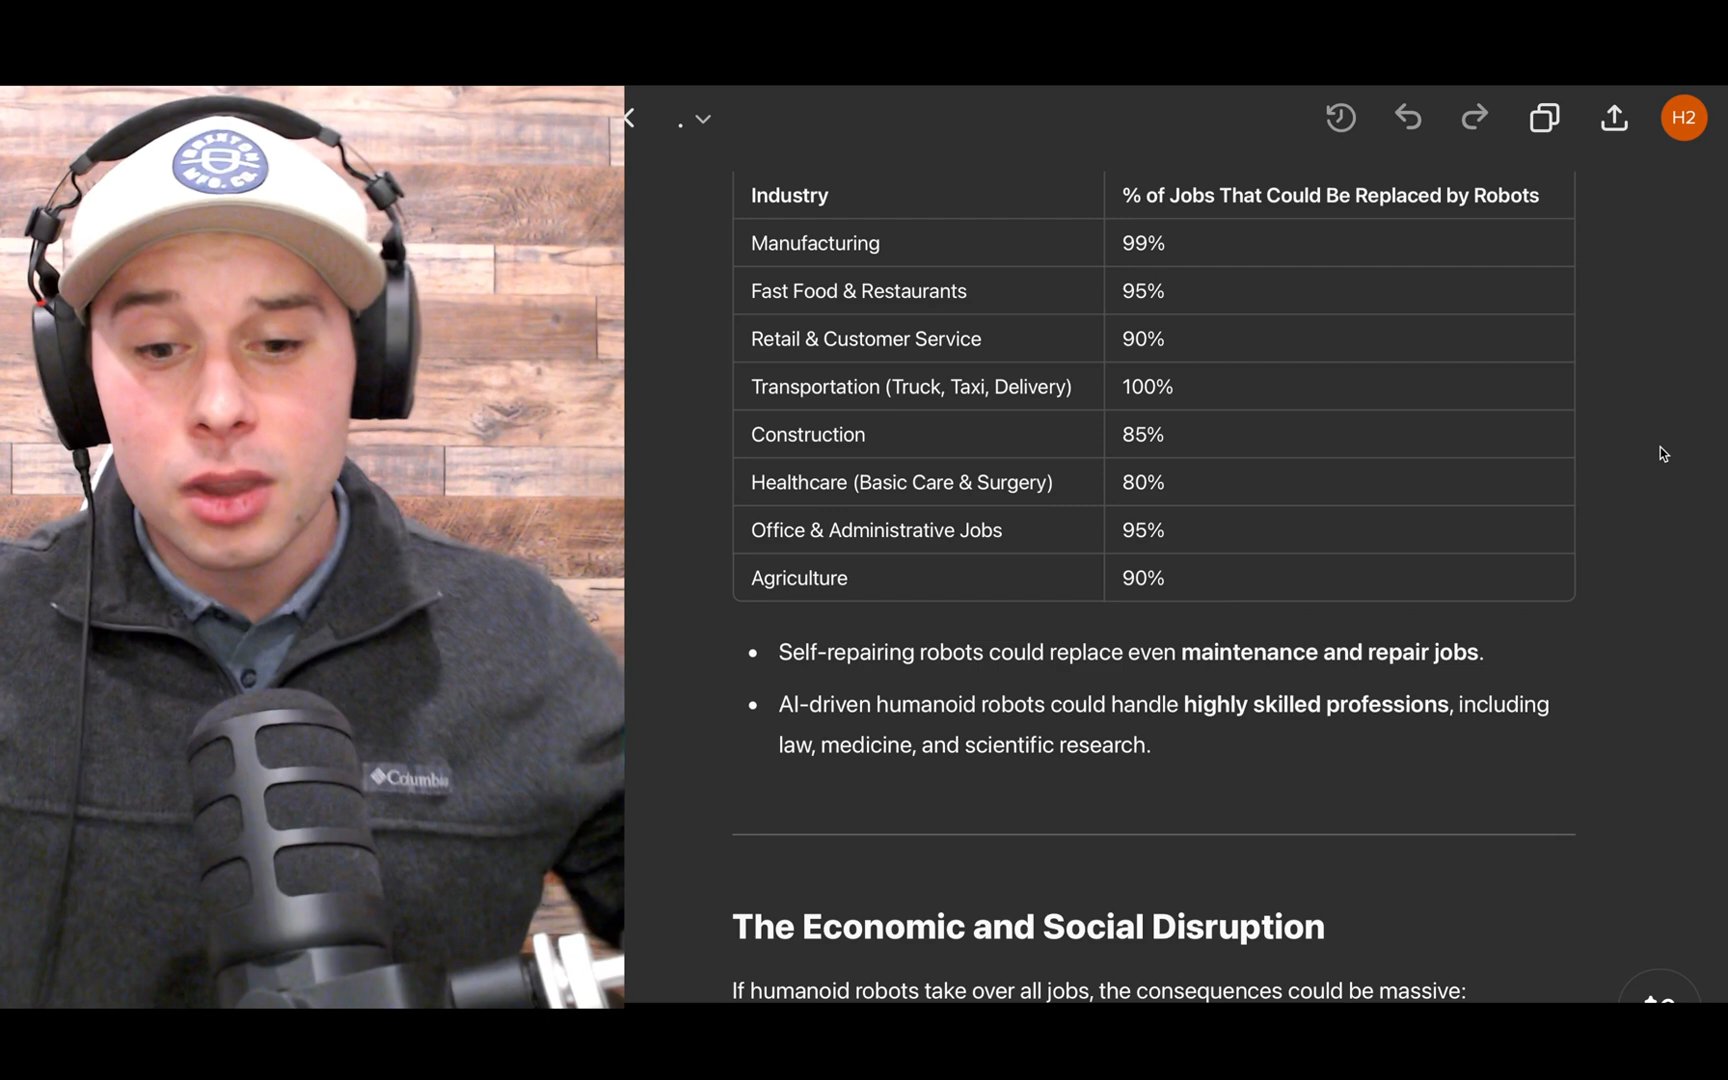 BRIXTON
MFG. CO.
Columbia
.
H2
Industry % of Jobs That Could Be Replaced by Robots
Manufacturing 99%
Fast Food & Restaurants 95%
Retail & Customer Service 90%
Transportation (Truck, Taxi, Delivery) 100%
Construction 85%
Healthcare (Basic Care & Surgery) 80%
Office & Administrative Jobs 95%
Agriculture 90%
• Self-repairing robots could replace even maintenance and repair jobs.
• AI-driven humanoid robots could handle highly skilled professions, including
law, medicine, and scientific research.
The Economic and Social Disruption
If humanoid robots take over all jobs, the consequences could be massive: